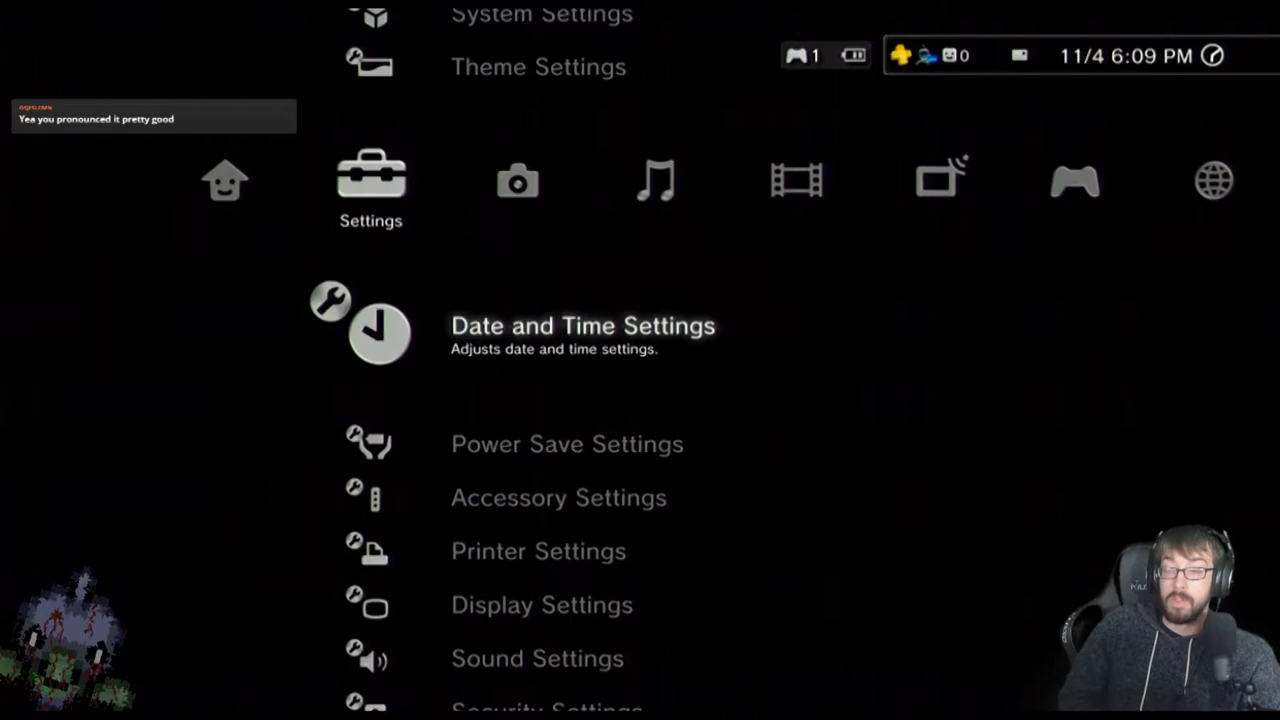 System Settings
Theme Settings
1
0
11/4 6:09 PM
Yea you pronounced it pretty good
Settings
Date and Time Settings
Adjusts date and time settings.
Power Save Settings
Accessory Settings
Printer Settings
Display Settings
Sound Settings
Security Settings